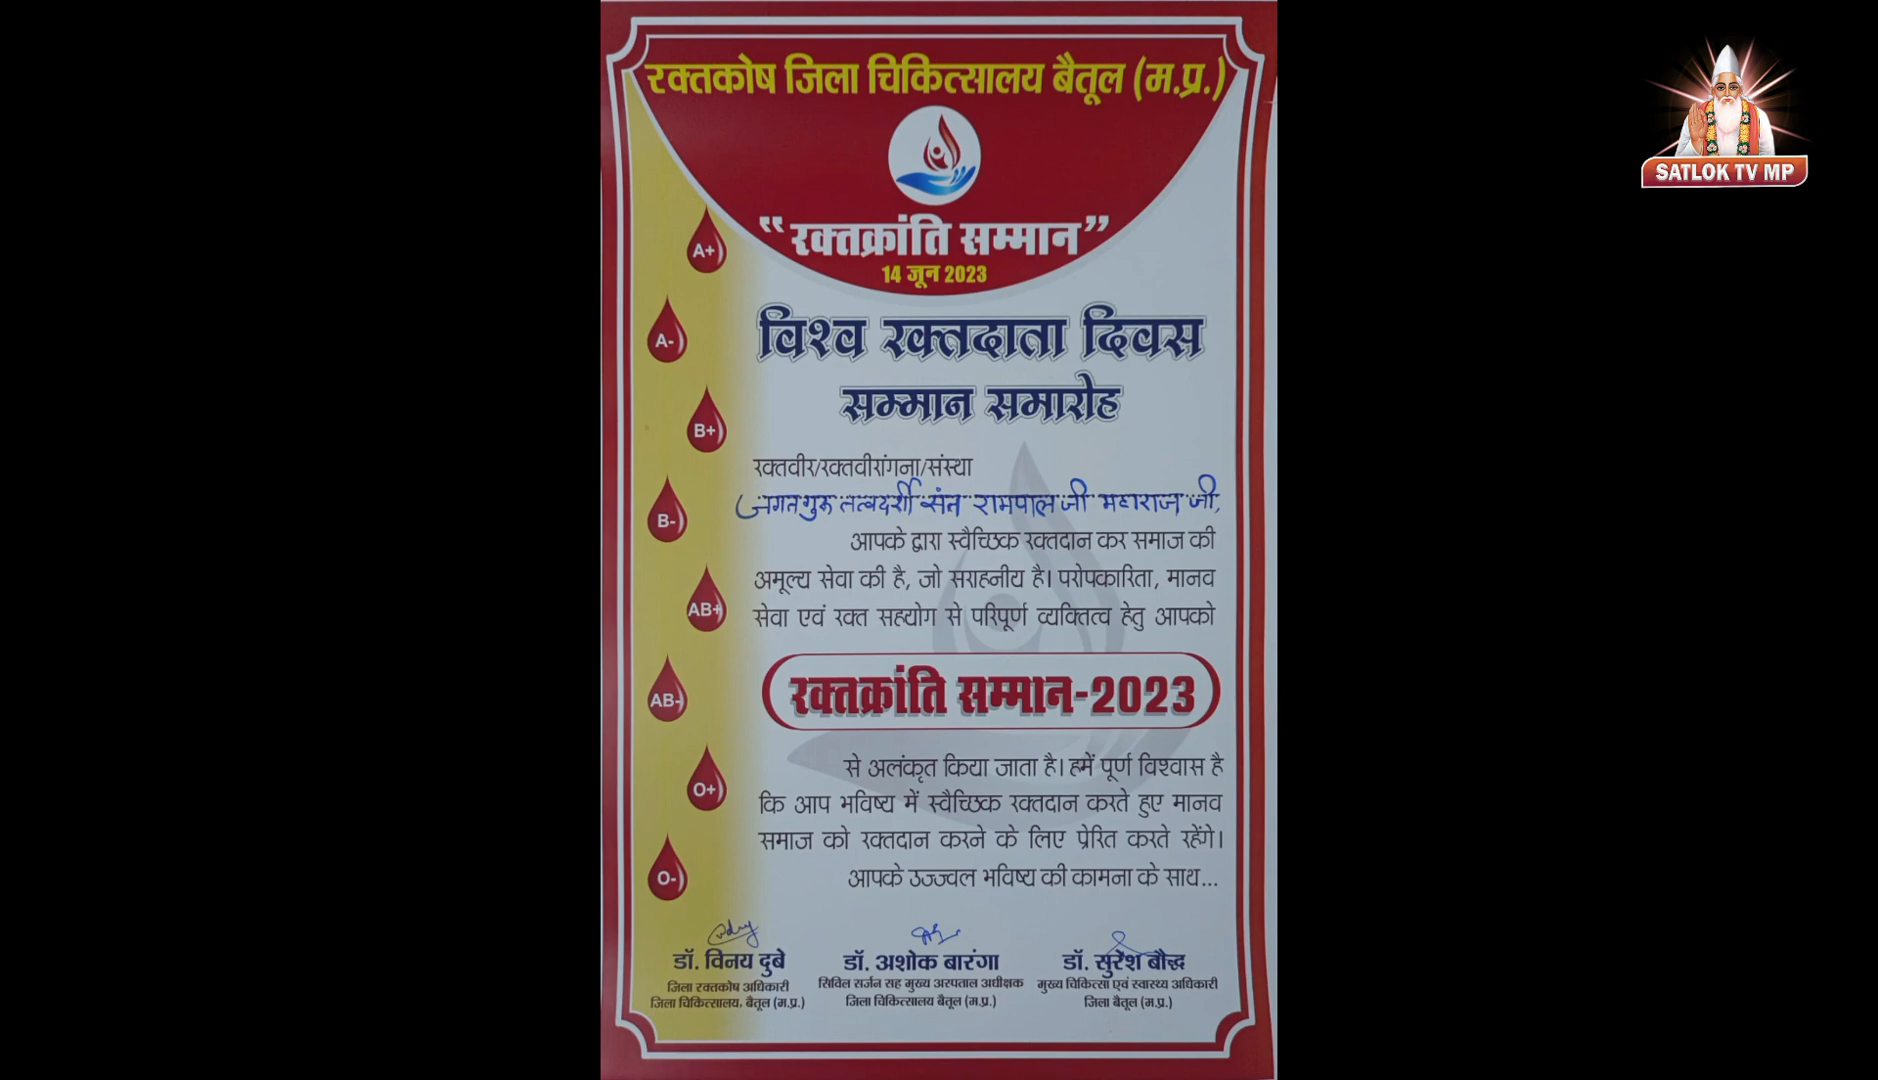 रक्तकोष जिला चिकित्सालय बैतूल (म.प्र.)
"रक्तक्रांति सम्मान"
14 जून 2023
विश्व रक्तदाता दिवस
सम्मान समारोह
रक्तवीर/रक्तवीरांगना/संस्था
जगतगुरु तत्वदर्शी संत रामपाल जी महाराज जी,
आपके द्वारा स्वैच्छिक रक्तदान कर समाज की
अमूल्य सेवा की है, जो सराहनीय है। परोपकारिता, मानव
सेवा एवं रक्त सहयोग से परिपूर्ण व्यक्तित्व हेतु आपको
रक्तक्रांति सम्मान-2023
से अलंकृत किया जाता है। हमें पूर्ण विश्वास है
कि आप भविष्य में स्वैच्छिक रक्तदान करते हुए मानव
समाज को रक्तदान करने के लिए प्रेरित करते रहेंगे।
आपके उज्ज्वल भविष्य की कामना के साथ...
A+
A-
B+
B-
AB+
AB-
O+
O-
डॉ. विनय दुबे
जिला रक्तकोष अधिकारी
जिला चिकित्सालय, बैतूल (म.प्र.)
डॉ. अशोक बारंगा
सिविल सर्जन सह मुख्य अस्पताल अधीक्षक
जिला चिकित्सालय बैतूल (म.प्र.)
डॉ. सुरेश बौद्ध
मुख्य चिकित्सा एवं स्वास्थ्य अधिकारी
जिला बैतूल (म.प्र.)
SATLOK TV MP